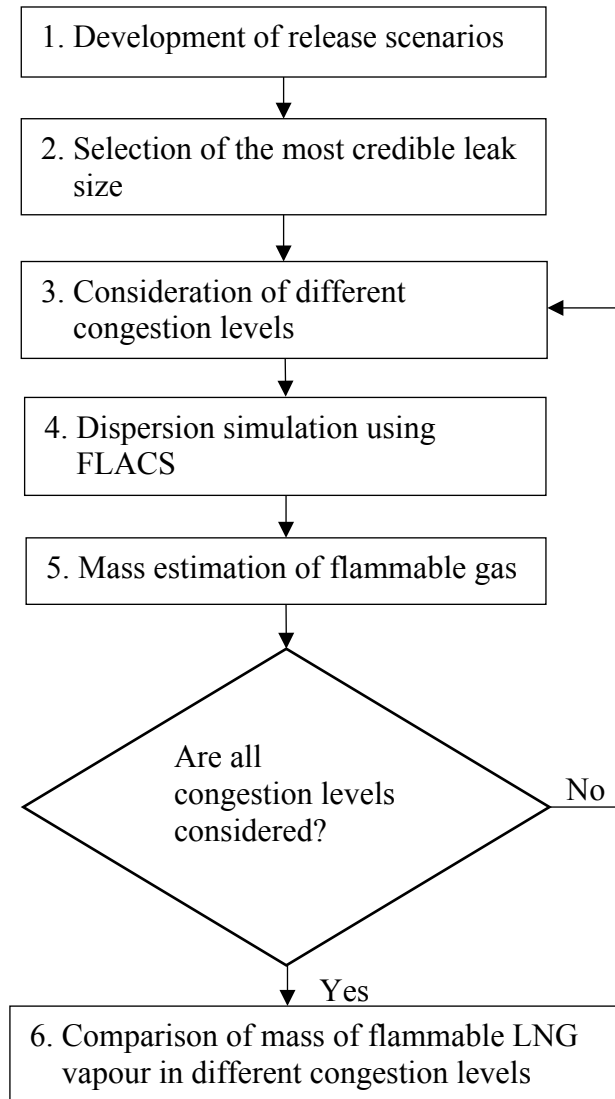 1. Development of release scenarios
2. Selection of the most credible leak
size
3. Consideration of different
congestion levels
4. Dispersion simulation using
FLACS
5. Mass estimation of flammable gas
Are all
congestion levels
considered?
No
Yes
6. Comparison of mass of flammable LNG
vapour in different congestion levels